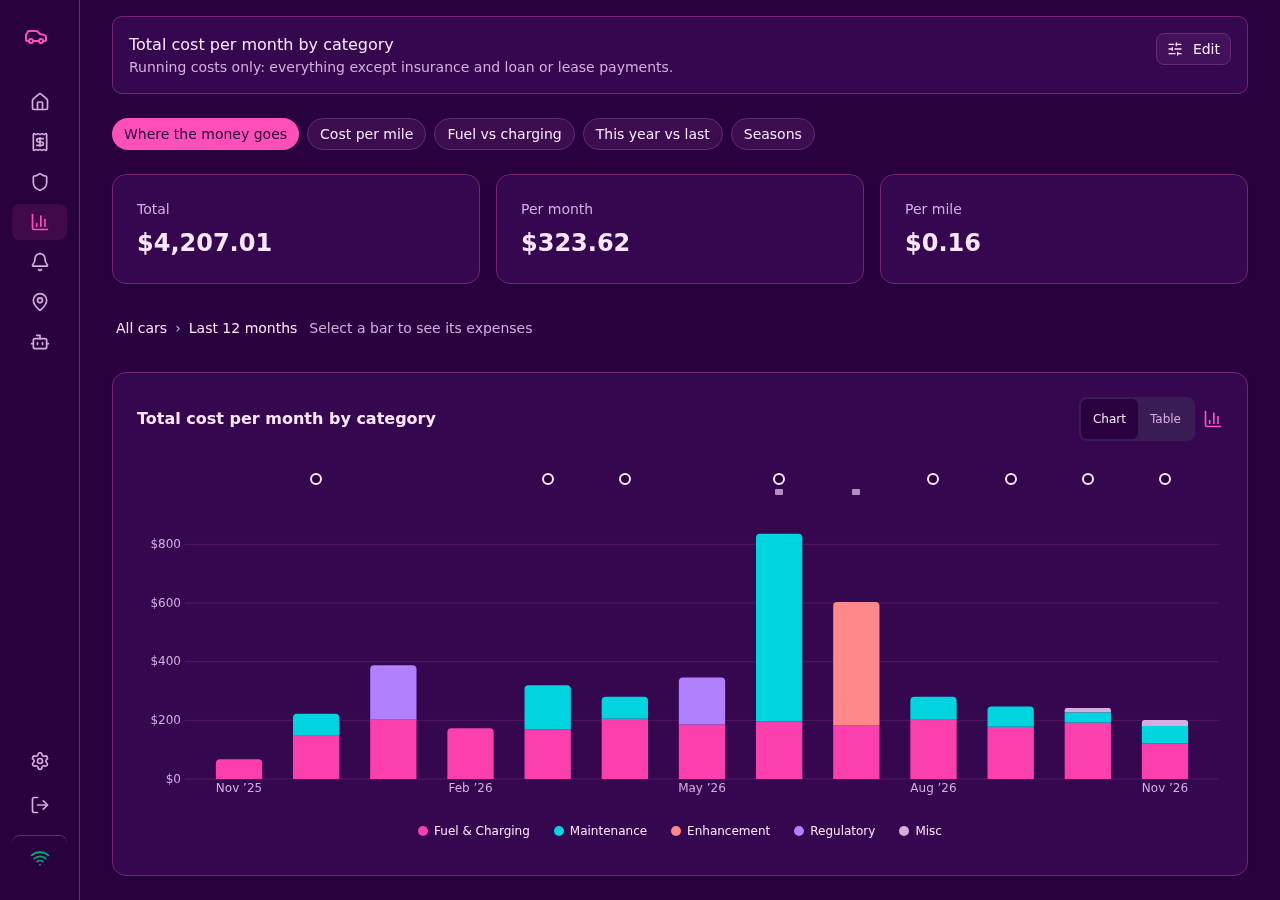 Total cost per month by category
Running costs only: everything except insurance and loan or lease payments.
Edit
Where the money goes
Cost per mile
Fuel vs charging
This year vs last
Seasons
Total
$4,207.01
Per month
$323.62
Per mile
$0.16
All cars › Last 12 months Select a bar to see its expenses
Total cost per month by category
Chart
Table
$800
$600
$400
$200
$0
Nov ’25
Feb ’26
May ’26
Aug ’26
Nov ’26
Fuel & Charging
Maintenance
Enhancement
Regulatory
Misc